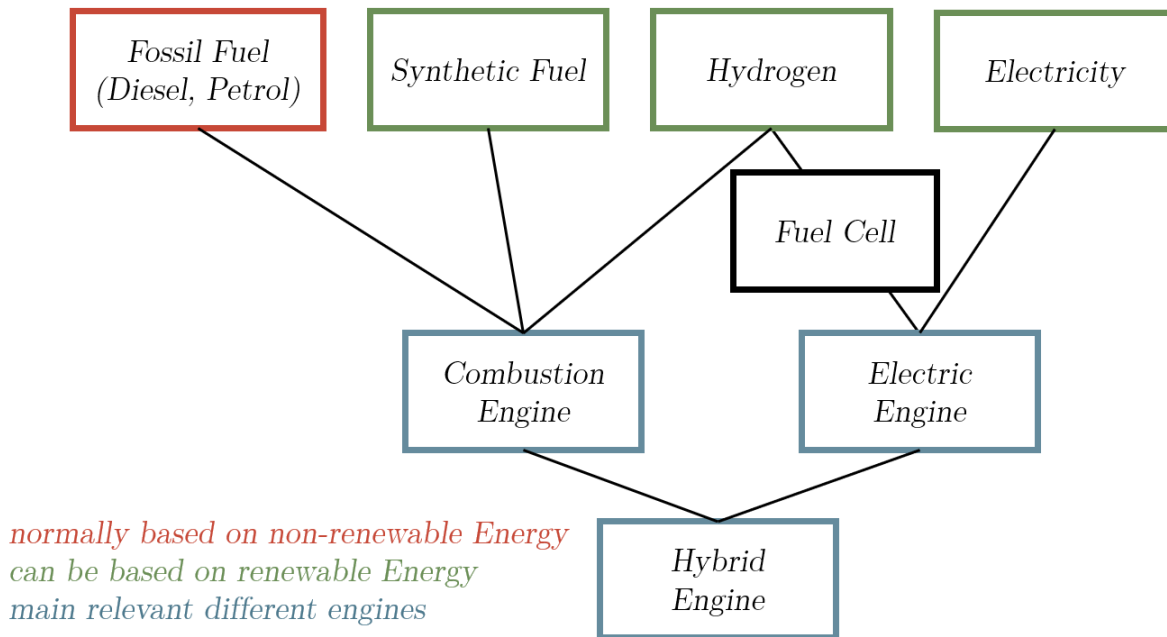 Fossil Fuel
(Diesel, Petrol)
Synthetic Fuel
Hydrogen
Electricity
Fuel Cell
Combustion
Engine
Electric
Engine
Hybrid
Engine
normally based on non-renewable Energy
can be based on renewable Energy
main relevant different engines